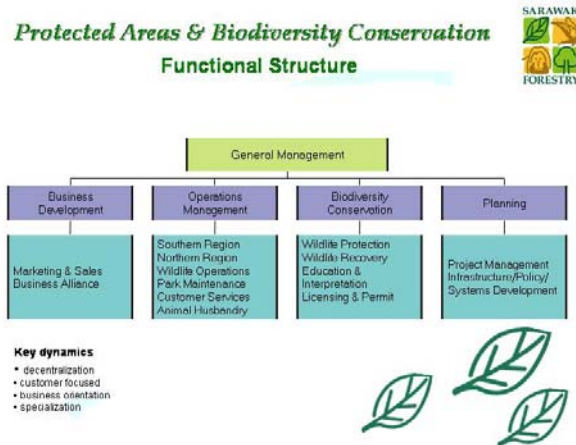 Protected Areas & Biodiversity Conservation
Functional Structure
SARAWAK
FORESTRY
General Management
Business
Development
Operations
Management
Biodiversity
Conservation
Planning
Marketing & Sales
Business Alliance
Southern Region
Northern Region
Wildlife Operations
Park Maintenance
Customer Services
Animal Husbandry
Wildlife Protection
Wildlife Recovery
Education &
Interpretation
Licensing & Permit
Project Management
Infrastructure/Policy/
Systems Development
Key dynamics
• decentralization
• customer focused
• business orientation
• specialization